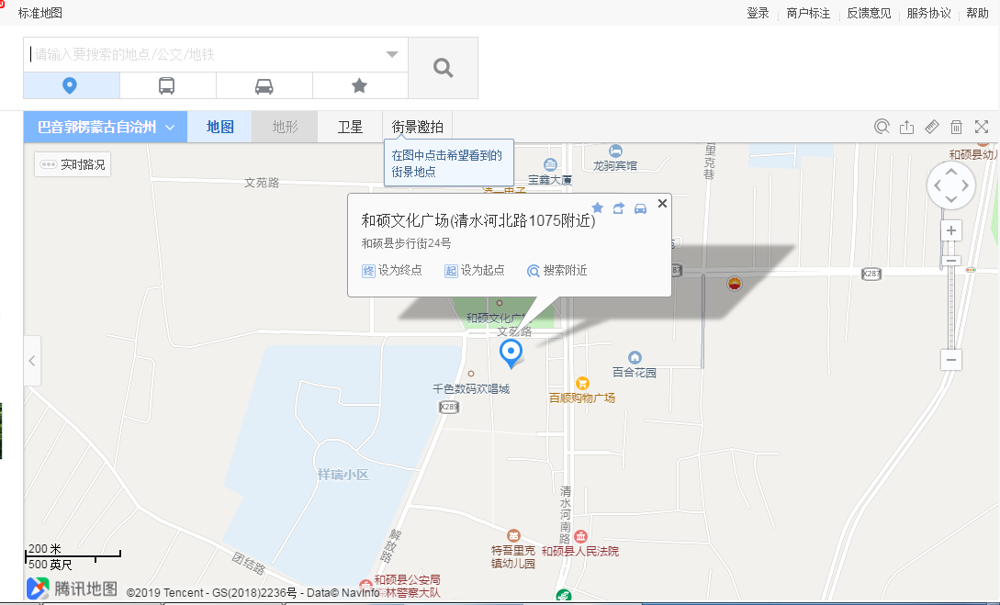 标准地图
登录 商户标注 反馈意见 服务协议 帮助
请输入要搜索的地点/公交/地铁
巴音郭楞蒙古自治州 地图 地形 卫星 街景邀拍
在图中点击希望看到的
街景地点
实时路况
文苑路
宝鑫大厦
龙驹宾馆
里克巷
和硕县幼儿
和硕文化广场(清水河北路1075附近)
和硕县步行街24号
终 设为终点 起 设为起点 搜索附近
87
X287
和硕文化广场
文苑路
千色数码欢唱城
X289
百合花园
百顺购物广场
祥瑞小区
清水河南路
解放路
团结路
特吾里克
镇幼儿园
和硕县人民法院
和硕县公安局
森林警察大队
200 米
500 英尺
腾讯地图
©2019 Tencent - GS(2018)2236号 - Data© NavInfo